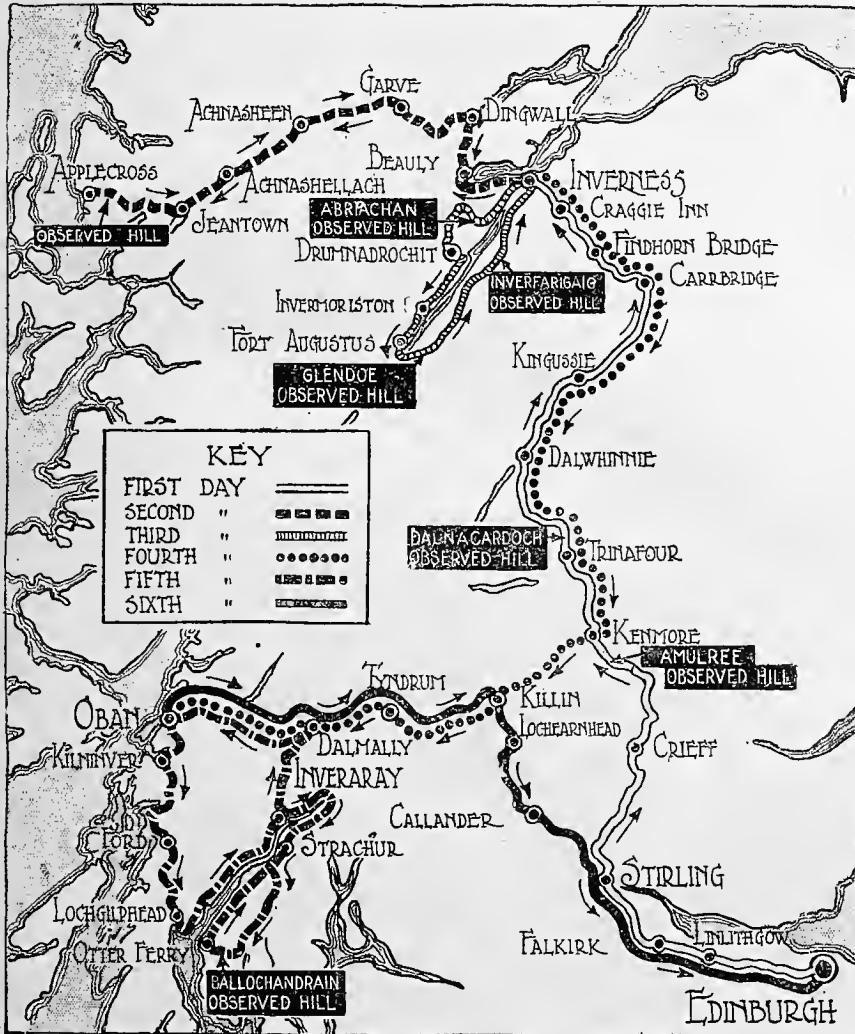 GARVE
ACHNASHEEN
DINGWALL
BEAULY
APPLECROSS
ACHNASHELLACH
INVERNESS
JEANTOWN
OBSERVED HILL
ABRIACHAN
OBSERVED HILL
CRAGGIE INN
DRUMNADROCHIT
FINDHORN BRIDGE
CARRBRIDGE
INVERFARIGAIG
OBSERVED HILL
INVERMORISTON
FORT AUGUSTUS
GLENDOE
OBSERVED HILL
KINGUSSIE
KEY
FIRST DAY
SECOND "
THIRD "
FOURTH "
FIFTH "
SIXTH "
DALWHINNIE
DALNACARDOCH
OBSERVED HILL
TRINAFOUR
KENMORE
AMULREE
OBSERVED HILL
TYNDRUM
KILLIN
OBAN
DALMALLY
LOCHEARNHEAD
KILNINVER
INVERARAY
CRIEFF
CALLANDER
FORD
STRACHUR
STIRLING
LOCHGILPHEAD
OTTER FERRY
FALKIRK
LINLITHGOW
BALLOCHANDRAIN
OBSERVED HILL
EDINBURGH